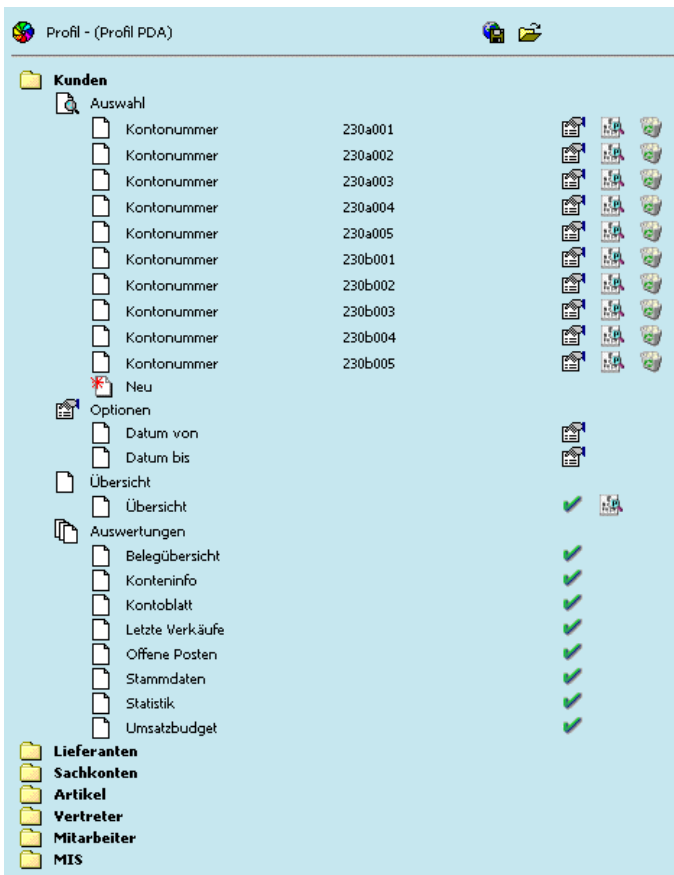 Profil - (Profil PDA)
Kunden
Auswahl
Kontonummer 230a001
Kontonummer 230a002
Kontonummer 230a003
Kontonummer 230a004
Kontonummer 230a005
Kontonummer 230b001
Kontonummer 230b002
Kontonummer 230b003
Kontonummer 230b004
Kontonummer 230b005
Neu
Optionen
Datum von
Datum bis
Übersicht
Übersicht
Auswertungen
Belegübersicht
Konteninfo
Kontoblatt
Letzte Verkäufe
Offene Posten
Stammdaten
Statistik
Umsatzbudget
Lieferanten
Sachkonten
Artikel
Vertreter
Mitarbeiter
MIS